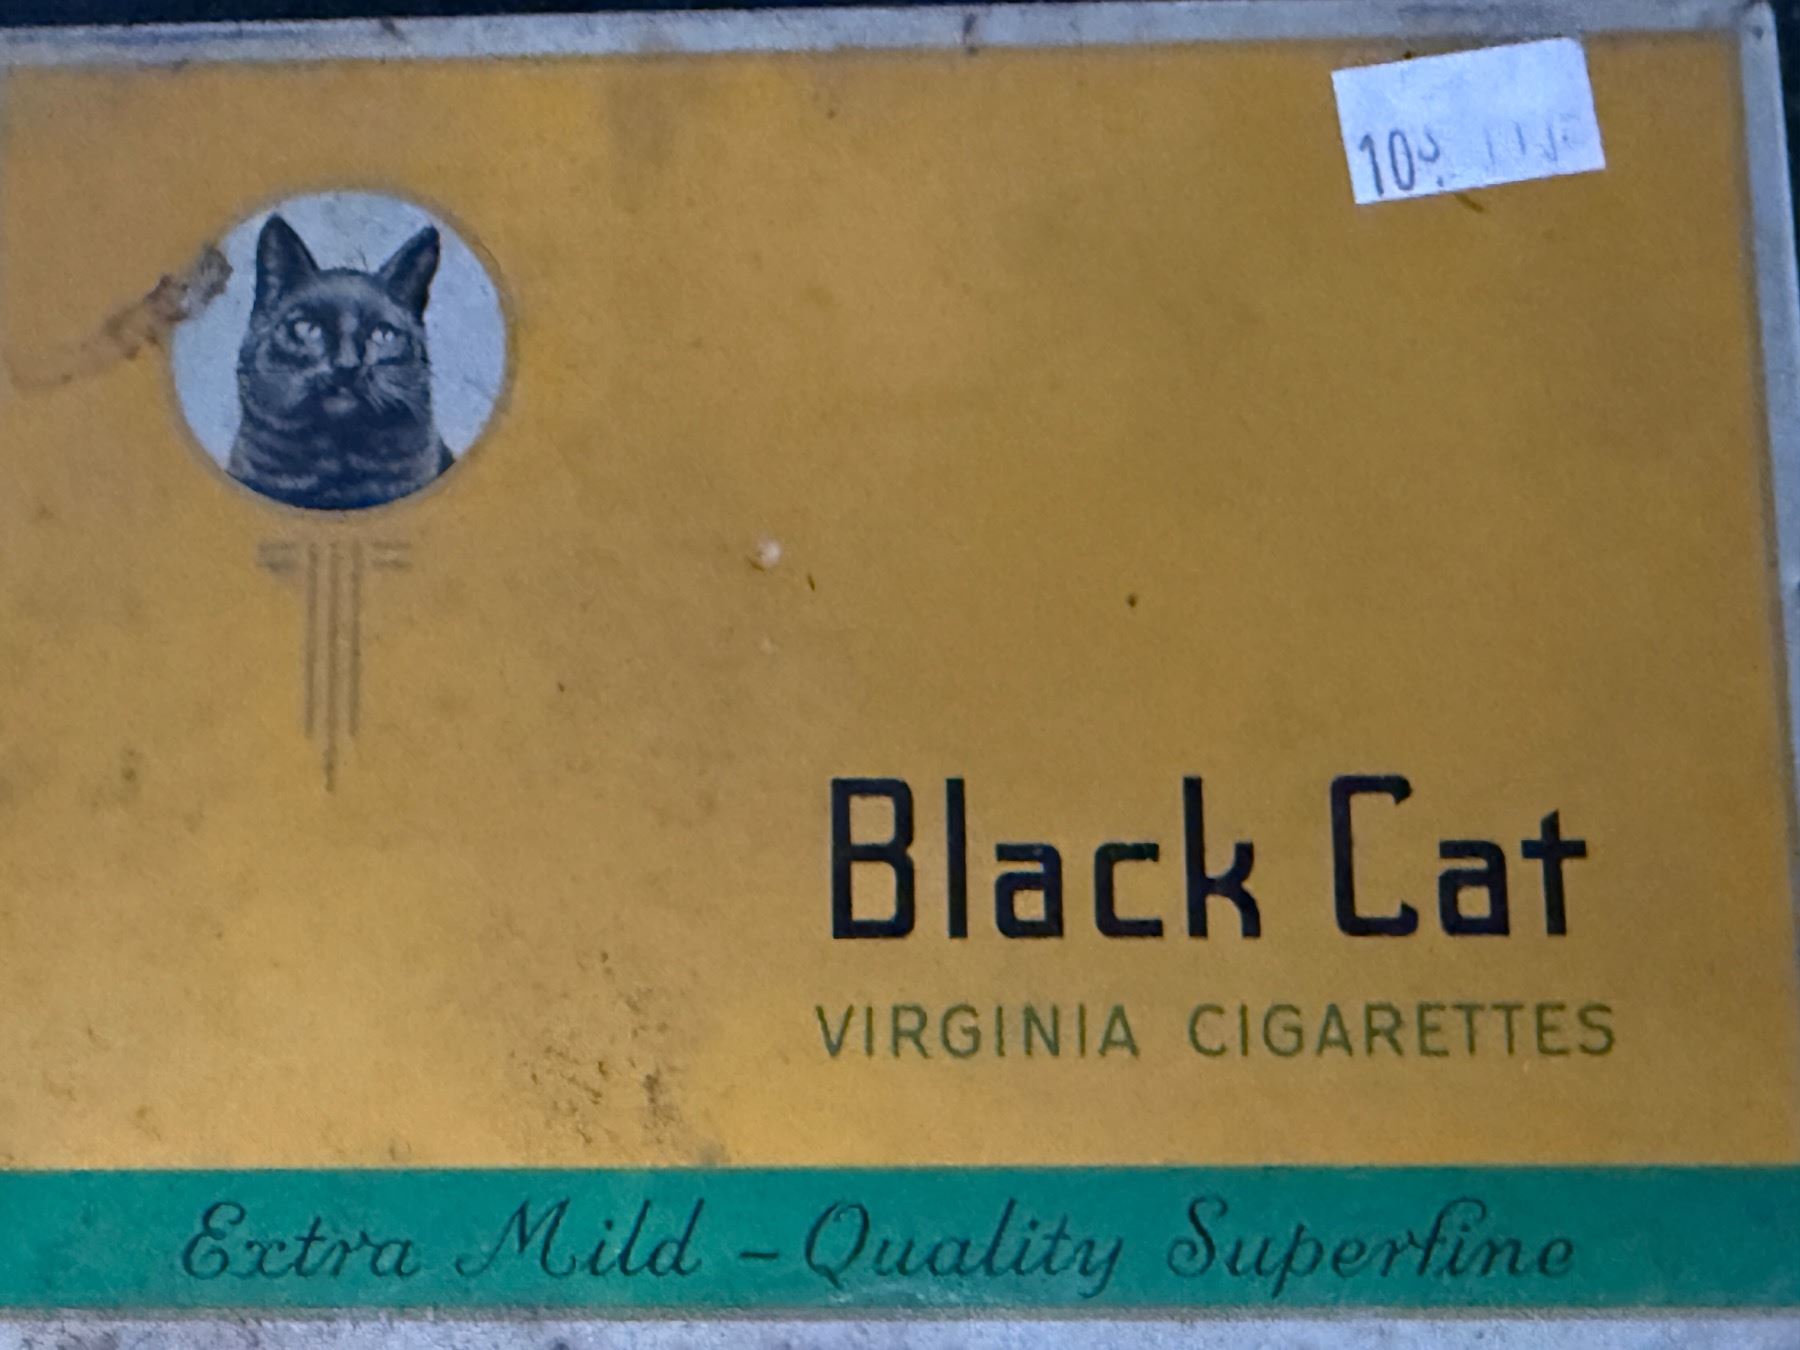 Black Cat
VIRGINIA CIGARETTES
Extra Mild – Quality Superfine